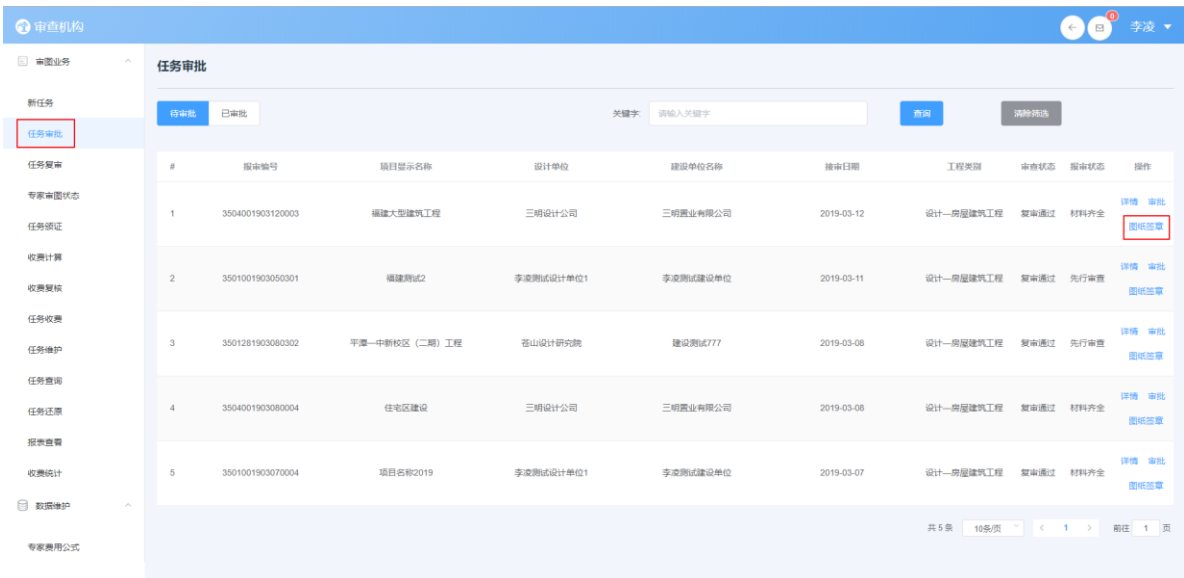 审查机构
0
李凌
审图业务
新任务
任务审批
任务复审
专家审图状态
任务领证
收费计算
收费复核
任务收费
任务维护
任务查询
任务还原
报表查看
收费统计
数据维护
专家费用公式
任务审批
待审批 已审批 关键字: 请输入关键字 查询 清除筛选
# 报审编号 项目显示名称 设计单位 建设单位名称 接审日期 工程类别 审查状态 报审状态 操作
1 3504001903120003 福建大型建筑工程 三明设计公司 三明置业有限公司 2019-03-12 设计—房屋建筑工程 复审通过 材料齐全 详情 审批
图纸签章
2 3501001903050301 福建测试2 李凌测试设计单位1 李凌测试建设单位 2019-03-11 设计—房屋建筑工程 复审通过 先行审查 详情 审批
图纸签章
3 3501281903080302 平潭一中新校区（二期）工程 苍山设计研究院 建设测试777 2019-03-08 设计—房屋建筑工程 复审通过 先行审查 详情 审批
图纸签章
4 3504001903080004 住宅区建设 三明设计公司 三明置业有限公司 2019-03-08 设计—房屋建筑工程 复审通过 材料齐全 详情 审批
图纸签章
5 3501001903070004 项目名称2019 李凌测试设计单位1 李凌测试建设单位 2019-03-07 设计—房屋建筑工程 复审通过 材料齐全 详情 审批
图纸签章
共 5 条 10条/页 1 前往 1 页